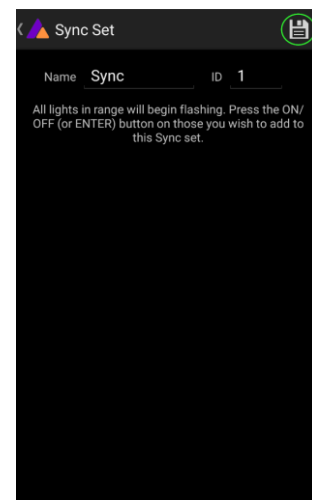 Sync Set
Name Sync ID 1
All lights in range will begin flashing. Press the ON/
OFF (or ENTER) button on those you wish to add to
this Sync set.